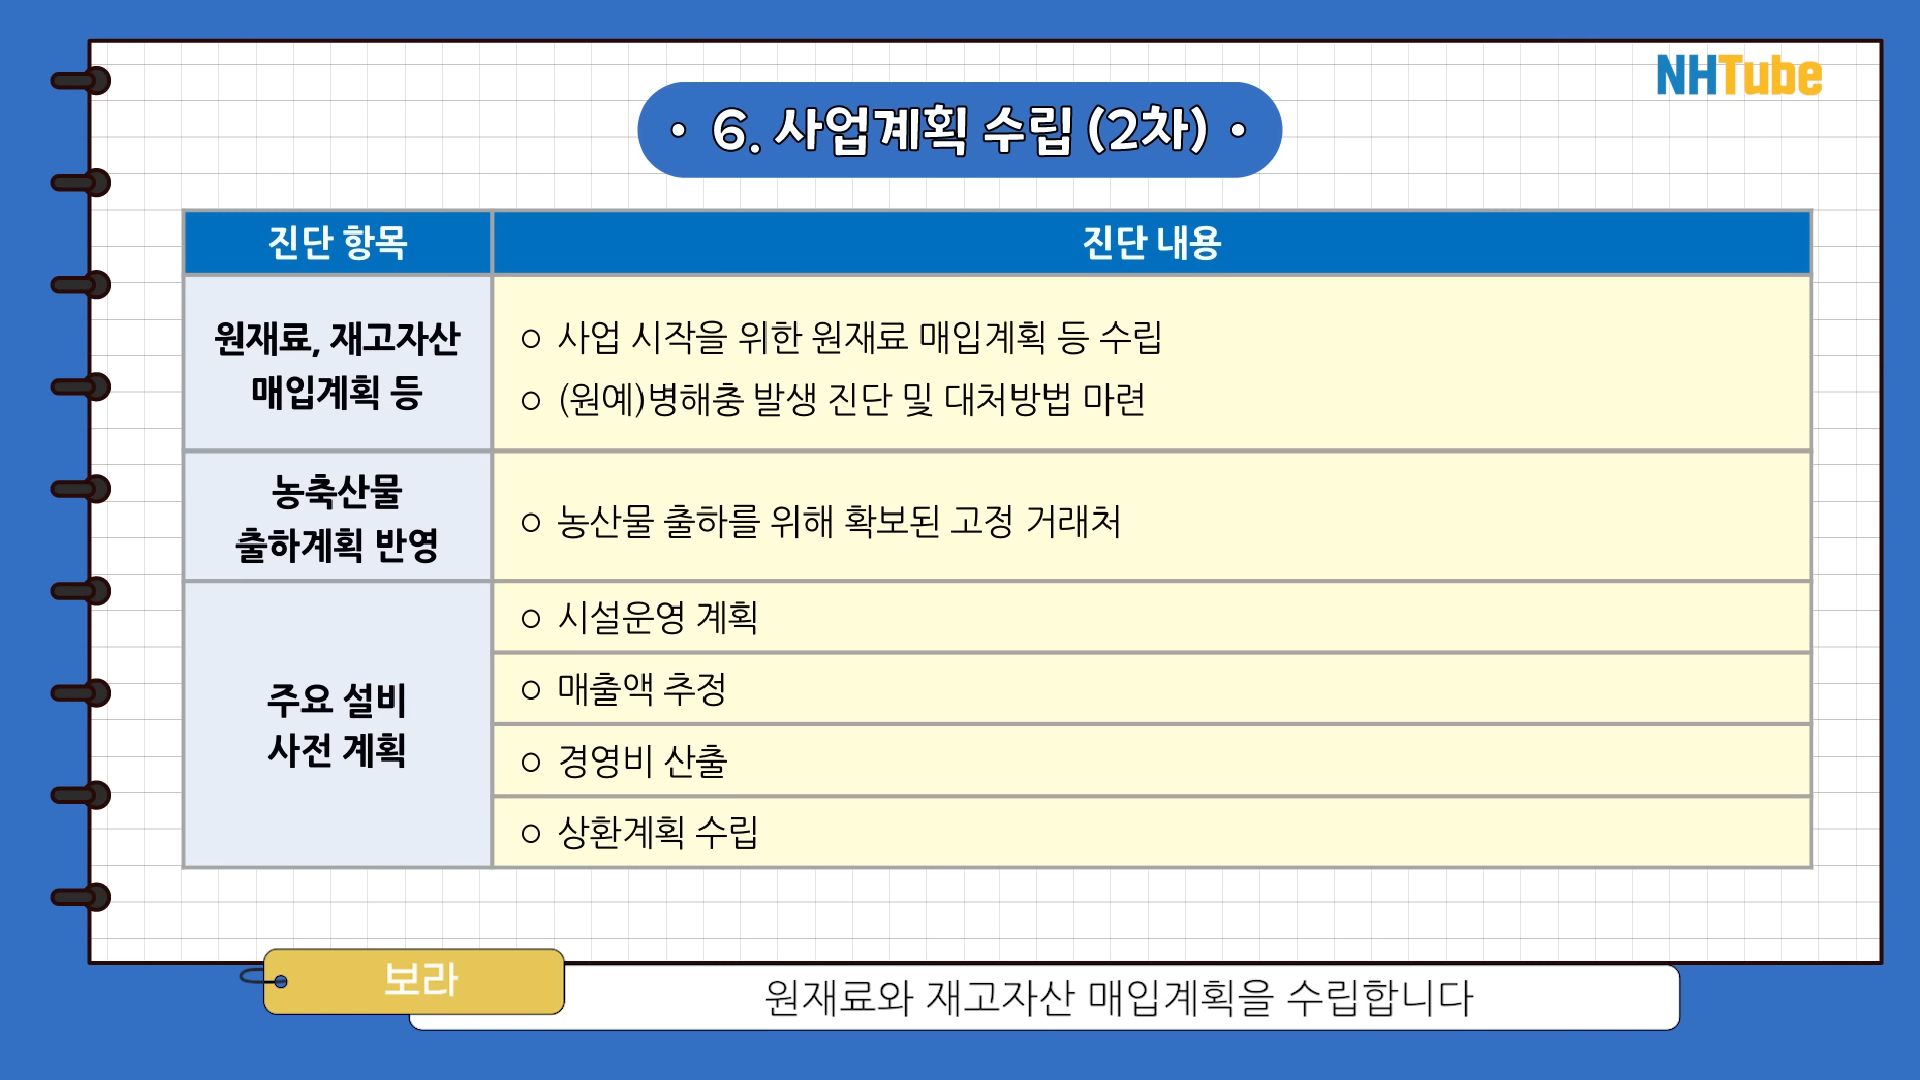 NHTube
• 6. 사업계획 수립 (2차) •
진단 항목
진단 내용
원재료, 재고자산
매입계획 등
○ 사업 시작을 위한 원재료 매입계획 등 수립
○ (원예)병해충 발생 진단 및 대처방법 마련
농축산물
출하계획 반영
○ 농산물 출하를 위해 확보된 고정 거래처
주요 설비
사전 계획
○ 시설운영 계획
○ 매출액 추정
○ 경영비 산출
○ 상환계획 수립
보라
원재료와 재고자산 매입계획을 수립합니다